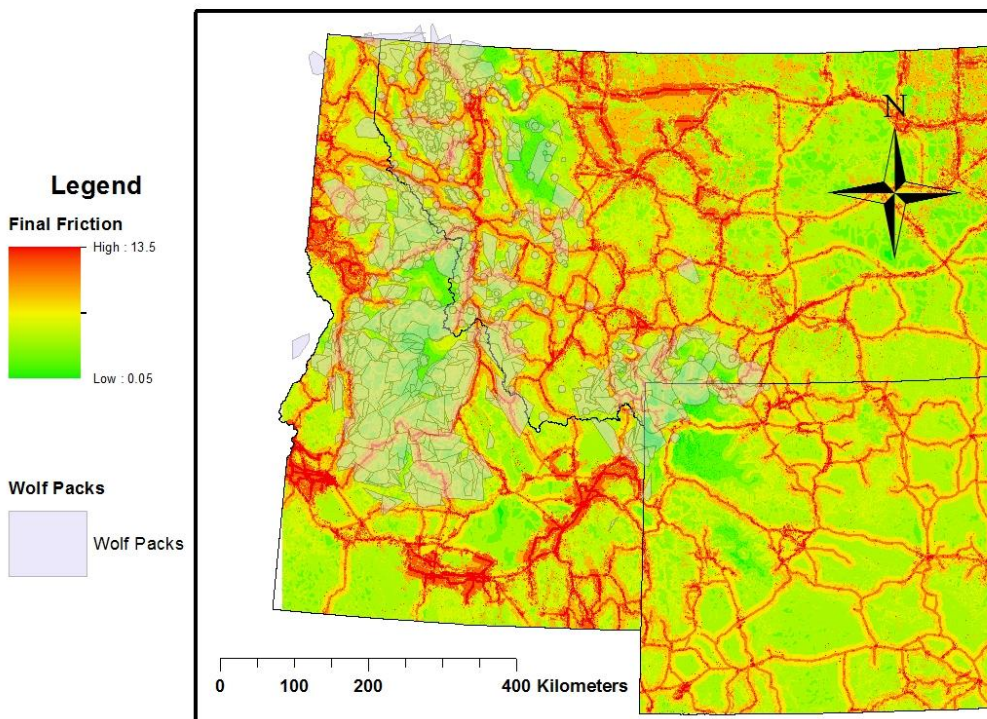 Legend
Final Friction
High : 13.5
Low : 0.05
Wolf Packs
Wolf Packs
N
0 100 200 400 Kilometers